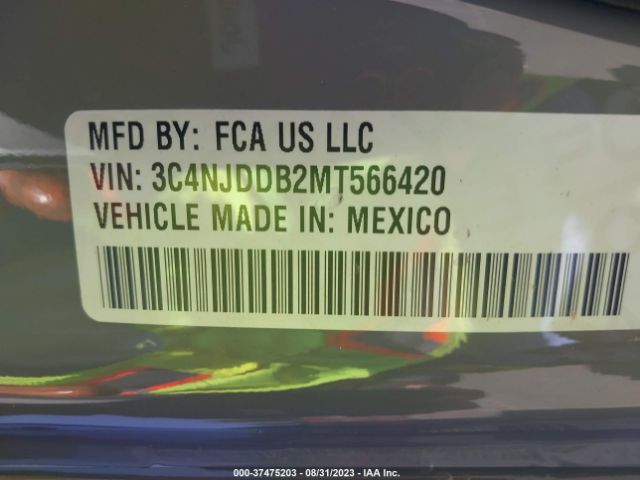 MFD BY: FCA US LLC
VIN: 3C4NJDDB2MT566420
VEHICLE MADE IN: MEXICO
000-37475203 - 08/31/2023 - IAA Inc.